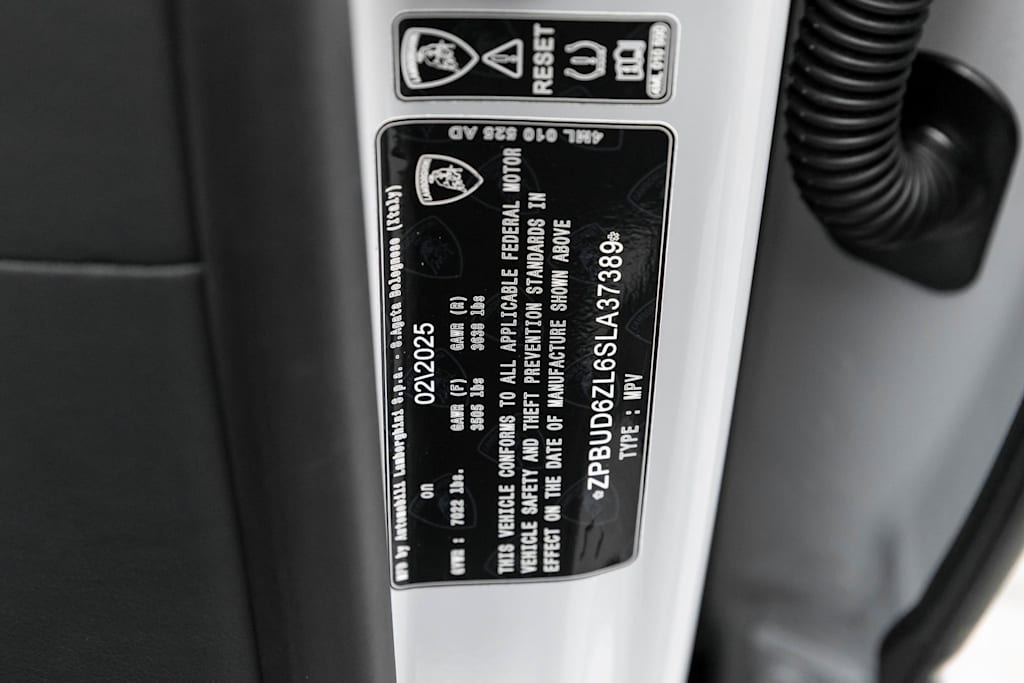 RESET
4ML 010 525 AD
Mfd by Automobili Lamborghini S.p.a. - S.Agata Bolognese (Italy)
on 02\2025
GAWR (F) GAWR (R)
GVWR : 7022 lbs. 3505 lbs 3638 lbs
THIS VEHICLE CONFORMS TO ALL APPLICABLE FEDERAL MOTOR
VEHICLE SAFETY AND THEFT PREVENTION STANDARDS IN
EFFECT ON THE DATE OF MANUFACTURE SHOWN ABOVE
*ZPBUD6ZL6SLA37389*
TYPE : MPV